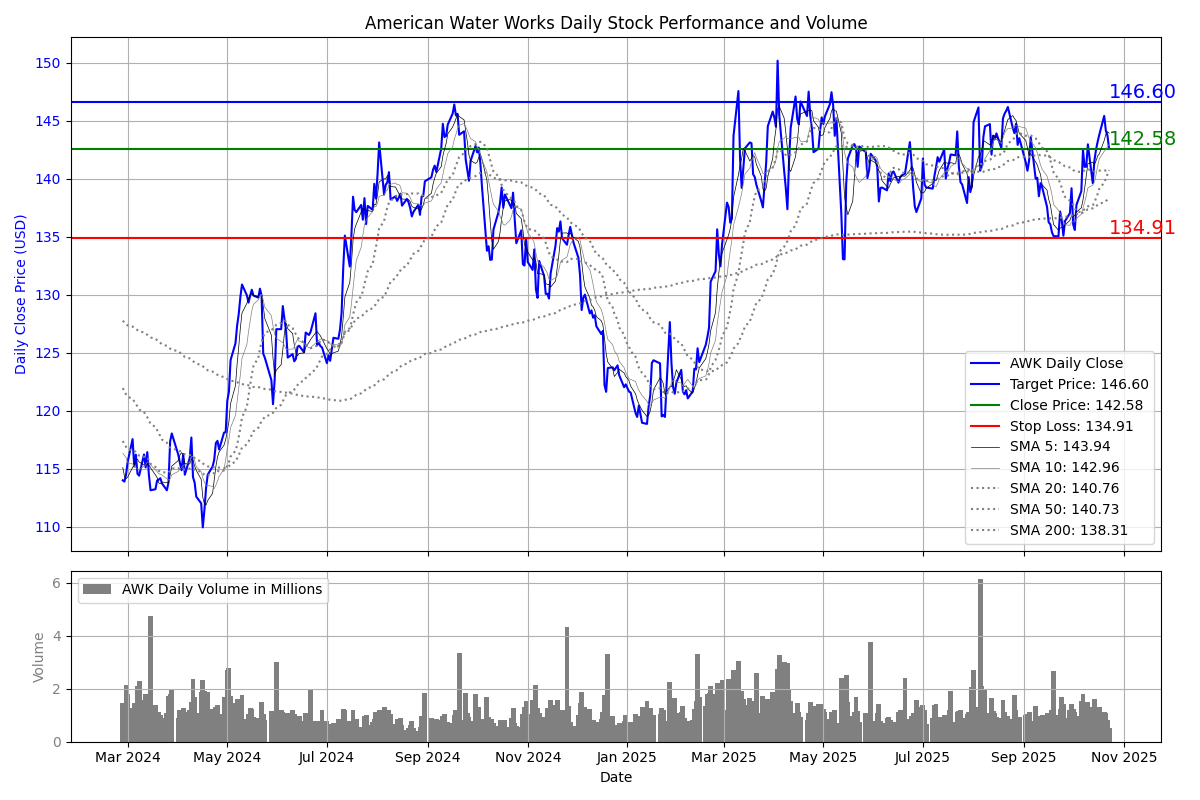 American Water Works Daily Stock Performance and Volume
Daily Close Price (USD)
150
145
140
135
130
125
120
115
110
146.60
142.58
134.91
AWK Daily Close
Target Price: 146.60
Close Price: 142.58
Stop Loss: 134.91
SMA 5: 143.94
SMA 10: 142.96
SMA 20: 140.76
SMA 50: 140.73
SMA 200: 138.31
AWK Daily Volume in Millions
Volume
6
4
2
0
Mar 2024 May 2024 Jul 2024 Sep 2024 Nov 2024 Jan 2025 Mar 2025 May 2025 Jul 2025 Sep 2025 Nov 2025
Date